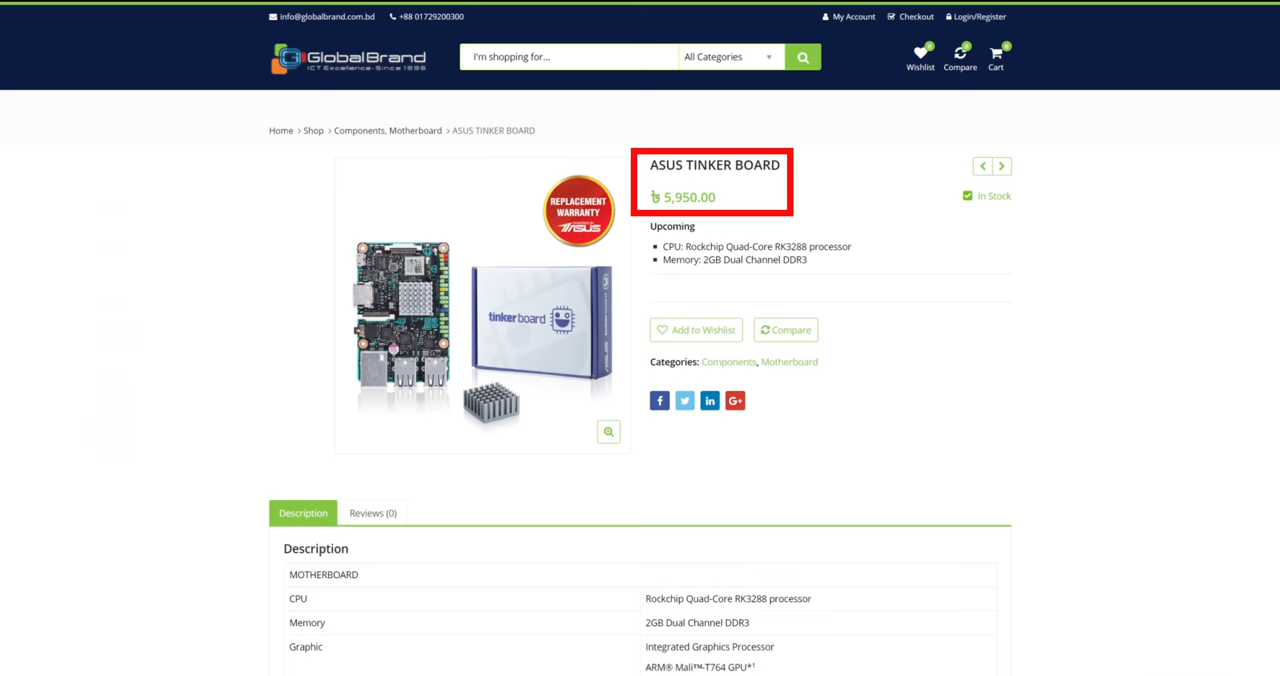 info@globalbrand.com.bd +88 01729200300 My Account Checkout Login/Register
GlobalBrand
ICT Excellence-Since 1996
I'm shopping for... All Categories
0 0 0
Wishlist Compare Cart
Home > Shop > Components, Motherboard > ASUS TINKER BOARD
ASUS TINKER BOARD
৳ 5,950.00
In Stock
REPLACEMENT
WARRANTY
ASUS
tinker board
Upcoming
CPU: Rockchip Quad-Core RK3288 processor
Memory: 2GB Dual Channel DDR3
Add to Wishlist Compare
Categories: Components, Motherboard
f in G+
Description Reviews (0)
Description
MOTHERBOARD
CPU Rockchip Quad-Core RK3288 processor
Memory 2GB Dual Channel DDR3
Graphic Integrated Graphics Processor
ARM® Mali™-T764 GPU*¹